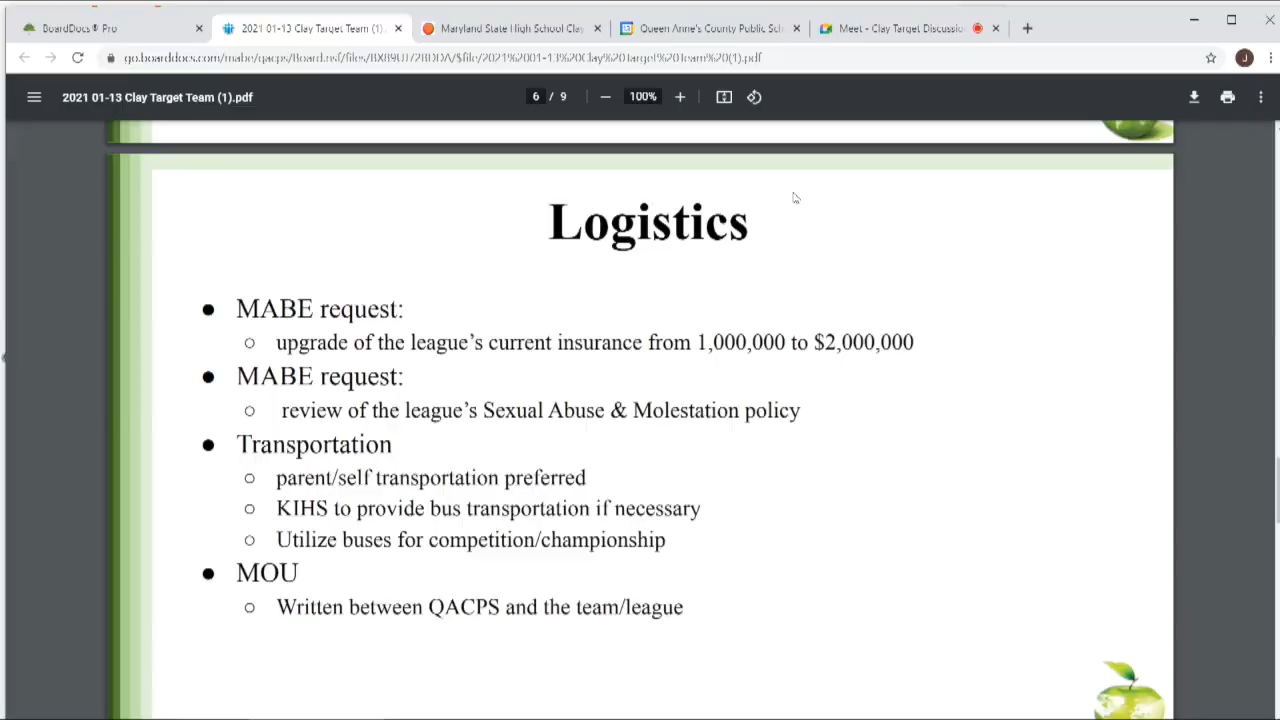 BoardDocs® Pro
2021 01-13 Clay Target Team (1).
Maryland State High School Clay
Queen Anne's County Public Sch
Meet - Clay Target Discussio
2021 01-13 Clay Target Team (1).pdf
6 / 9
100%
J
Logistics
● MABE request:
○ upgrade of the league's current insurance from 1,000,000 to $2,000,000
● MABE request:
○ review of the league's Sexual Abuse & Molestation policy
● Transportation
○ parent/self transportation preferred
○ KIHS to provide bus transportation if necessary
○ Utilize buses for competition/championship
● MOU
○ Written between QACPS and the team/league